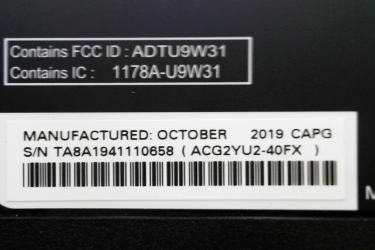 Contains FCC ID : ADTU9W31
Contains IC : 1178A-U9W31
MANUFACTURED: OCTOBER 2019 CAPG
S/N TA8A1941110658 ( ACG2YU2-40FX )
M